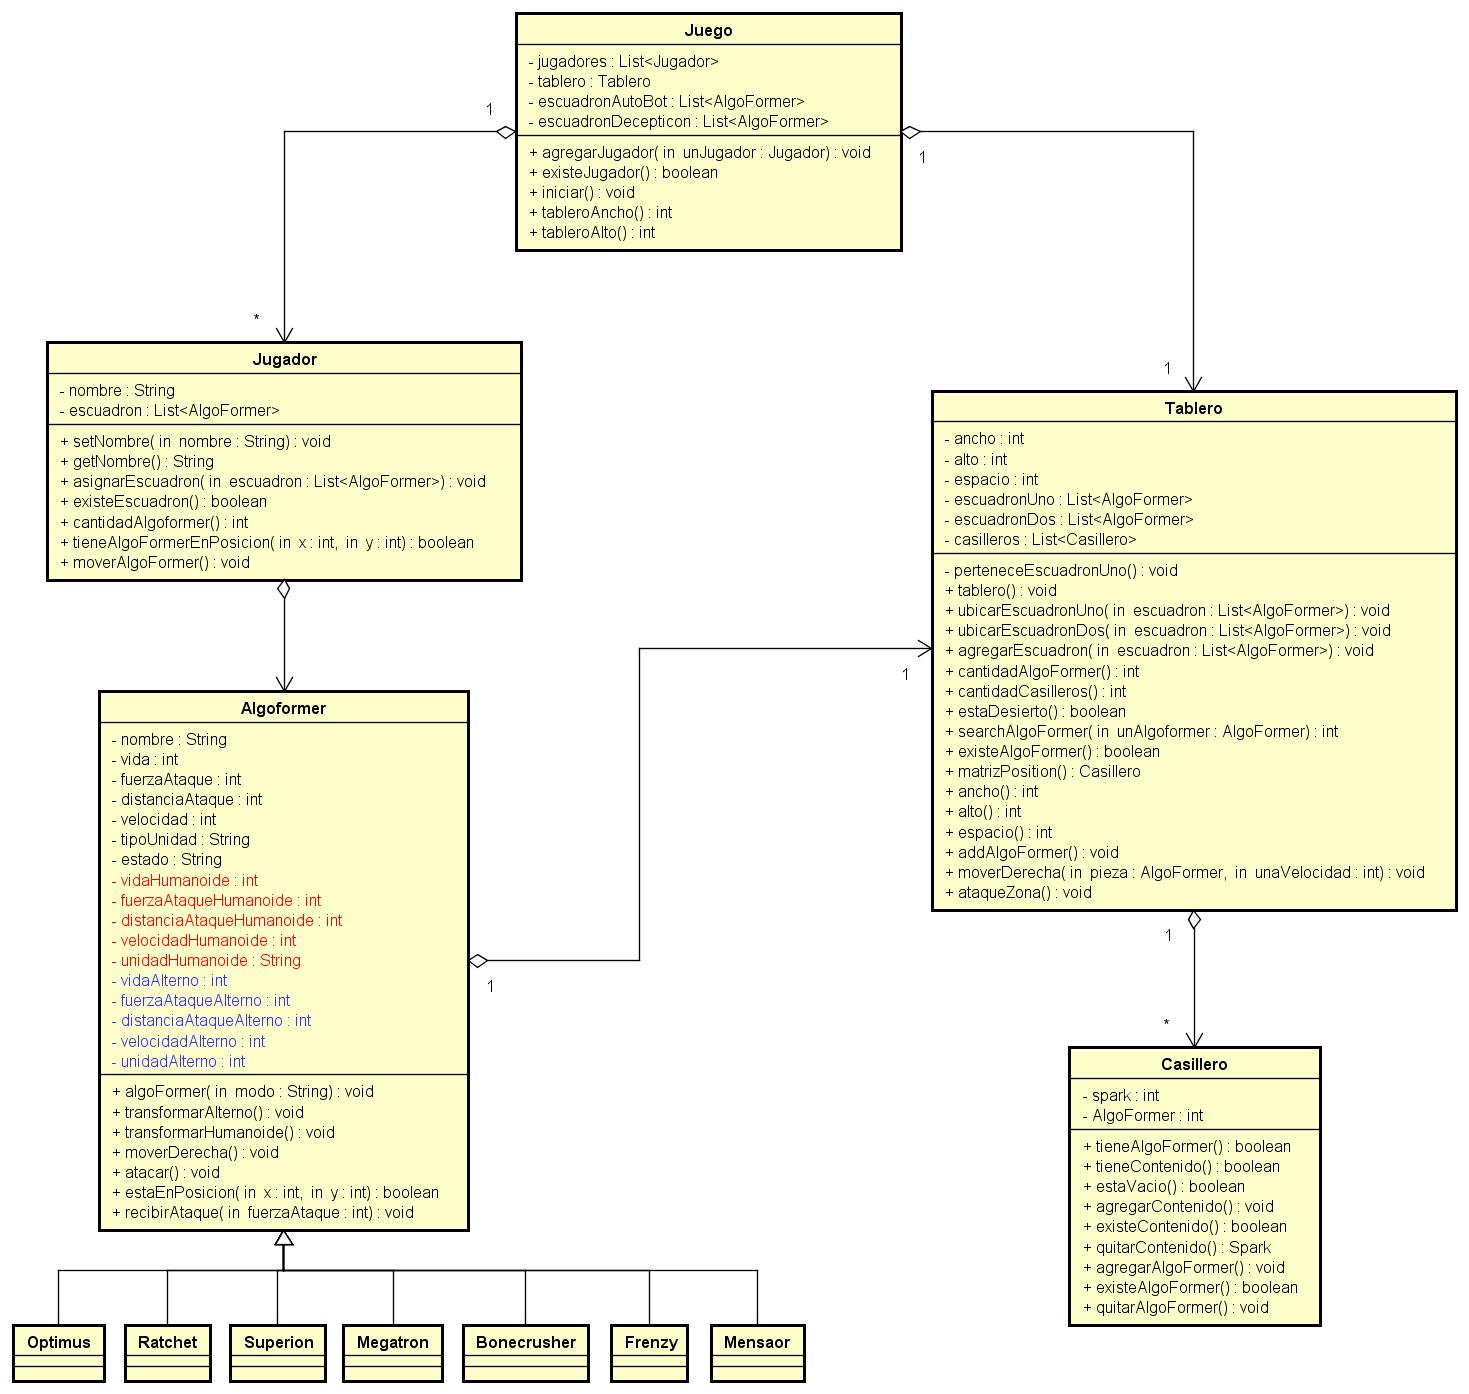 Juego
- jugadores : List<Jugador>
- tablero : Tablero
- escuadronAutoBot : List<AlgoFormer>
- escuadronDecepticon : List<AlgoFormer>
+ agregarJugador( in unJugador : Jugador) : void
+ existeJugador() : boolean
+ iniciar() : void
+ tableroAncho() : int
+ tableroAlto() : int
1
1
*
1
Jugador
- nombre : String
- escuadron : List<AlgoFormer>
+ setNombre( in nombre : String) : void
+ getNombre() : String
+ asignarEscuadron( in escuadron : List<AlgoFormer>) : void
+ existeEscuadron() : boolean
+ cantidadAlgoformer() : int
+ tieneAlgoFormerEnPosicion( in x : int, in y : int) : boolean
+ moverAlgoFormer() : void
Tablero
- ancho : int
- alto : int
- espacio : int
- escuadronUno : List<AlgoFormer>
- escuadronDos : List<AlgoFormer>
- casilleros : List<Casillero>
- perteneceEscuadronUno() : void
+ tablero() : void
+ ubicarEscuadronUno( in escuadron : List<AlgoFormer>) : void
+ ubicarEscuadronDos( in escuadron : List<AlgoFormer>) : void
+ agregarEscuadron( in escuadron : List<AlgoFormer>) : void
+ cantidadAlgoFormer() : int
+ cantidadCasilleros() : int
+ estaDesierto() : boolean
+ searchAlgoFormer( in unAlgoformer : AlgoFormer) : int
+ existeAlgoFormer() : boolean
+ matrizPosition() : Casillero
+ ancho() : int
+ alto() : int
+ espacio() : int
+ addAlgoFormer() : void
+ moverDerecha( in pieza : AlgoFormer, in unaVelocidad : int) : void
+ ataqueZona() : void
1
1
1
*
Algoformer
- nombre : String
- vida : int
- fuerzaAtaque : int
- distanciaAtaque : int
- velocidad : int
- tipoUnidad : String
- estado : String
- vidaHumanoide : int
- fuerzaAtaqueHumanoide : int
- distanciaAtaqueHumanoide : int
- velocidadHumanoide : int
- unidadHumanoide : String
- vidaAlterno : int
- fuerzaAtaqueAlterno : int
- distanciaAtaqueAlterno : int
- velocidadAlterno : int
- unidadAlterno : int
+ algoFormer( in modo : String) : void
+ transformarAlterno() : void
+ transformarHumanoide() : void
+ moverDerecha() : void
+ atacar() : void
+ estaEnPosicion( in x : int, in y : int) : boolean
+ recibirAtaque( in fuerzaAtaque : int) : void
Casillero
- spark : int
- AlgoFormer : int
+ tieneAlgoFormer() : boolean
+ tieneContenido() : boolean
+ estaVacio() : boolean
+ agregarContenido() : void
+ existeContenido() : boolean
+ quitarContenido() : Spark
+ agregarAlgoFormer() : void
+ existeAlgoFormer() : boolean
+ quitarAlgoFormer() : void
Optimus
Ratchet
Superion
Megatron
Bonecrusher
Frenzy
Mensaor